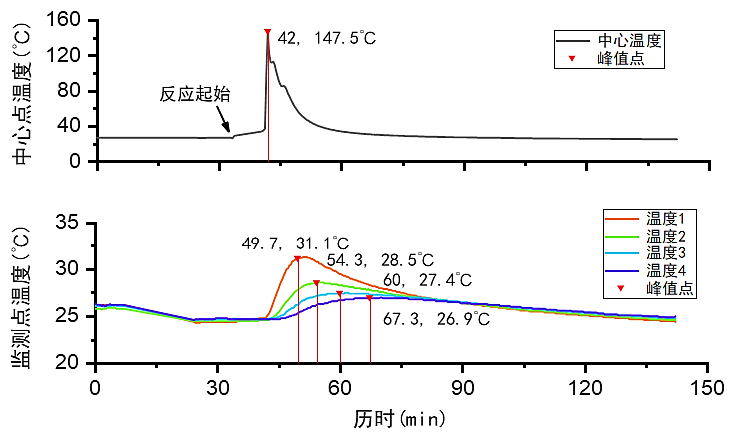 160
120
80
40
0
中心点温度(℃)
42, 147.5℃
反应起始
中心温度
峰值点
35
30
25
20
监测点温度(℃)
49.7, 31.1℃
54.3, 28.5℃
60, 27.4℃
67.3, 26.9℃
温度1
温度2
温度3
温度4
峰值点
0
30
60
90
120
150
历时(min)